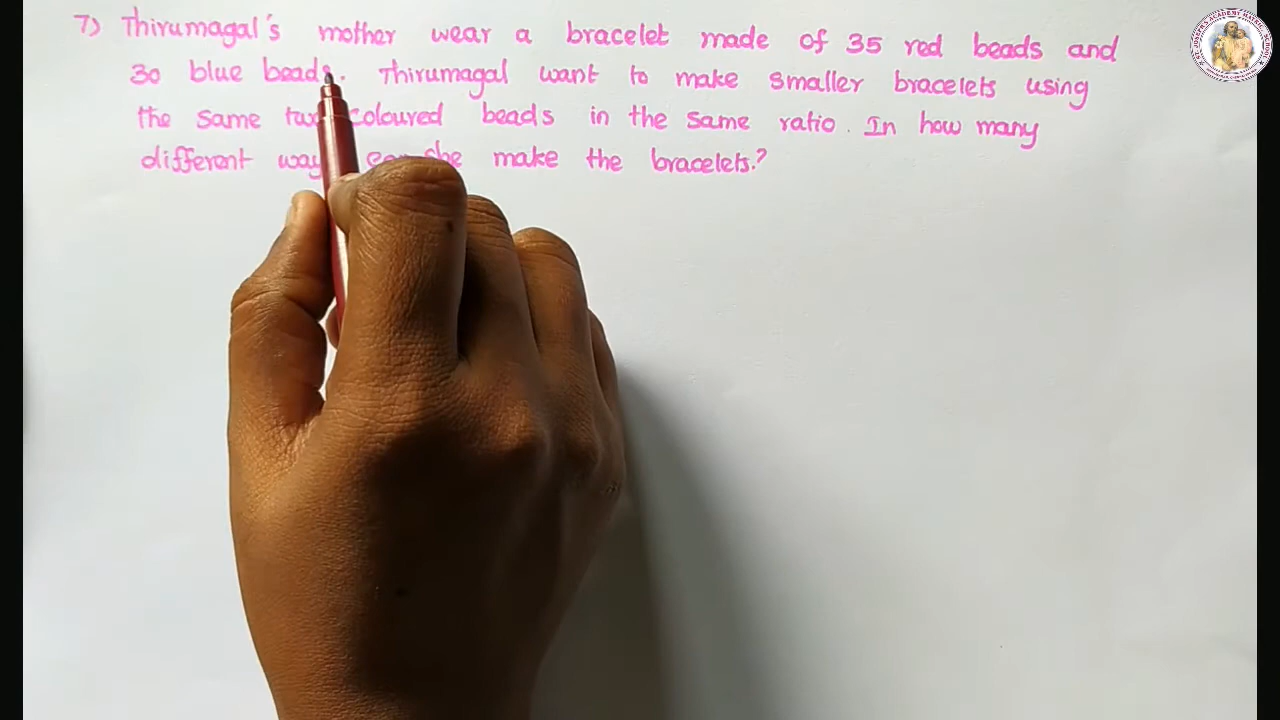 7) Thirumagal's mother wear a bracelet made of 35 red beads and
30 blue beads. Thirumagal want to make smaller bracelets using
the same coloured beads in the same ratio. In how many
different make the bracelets.?